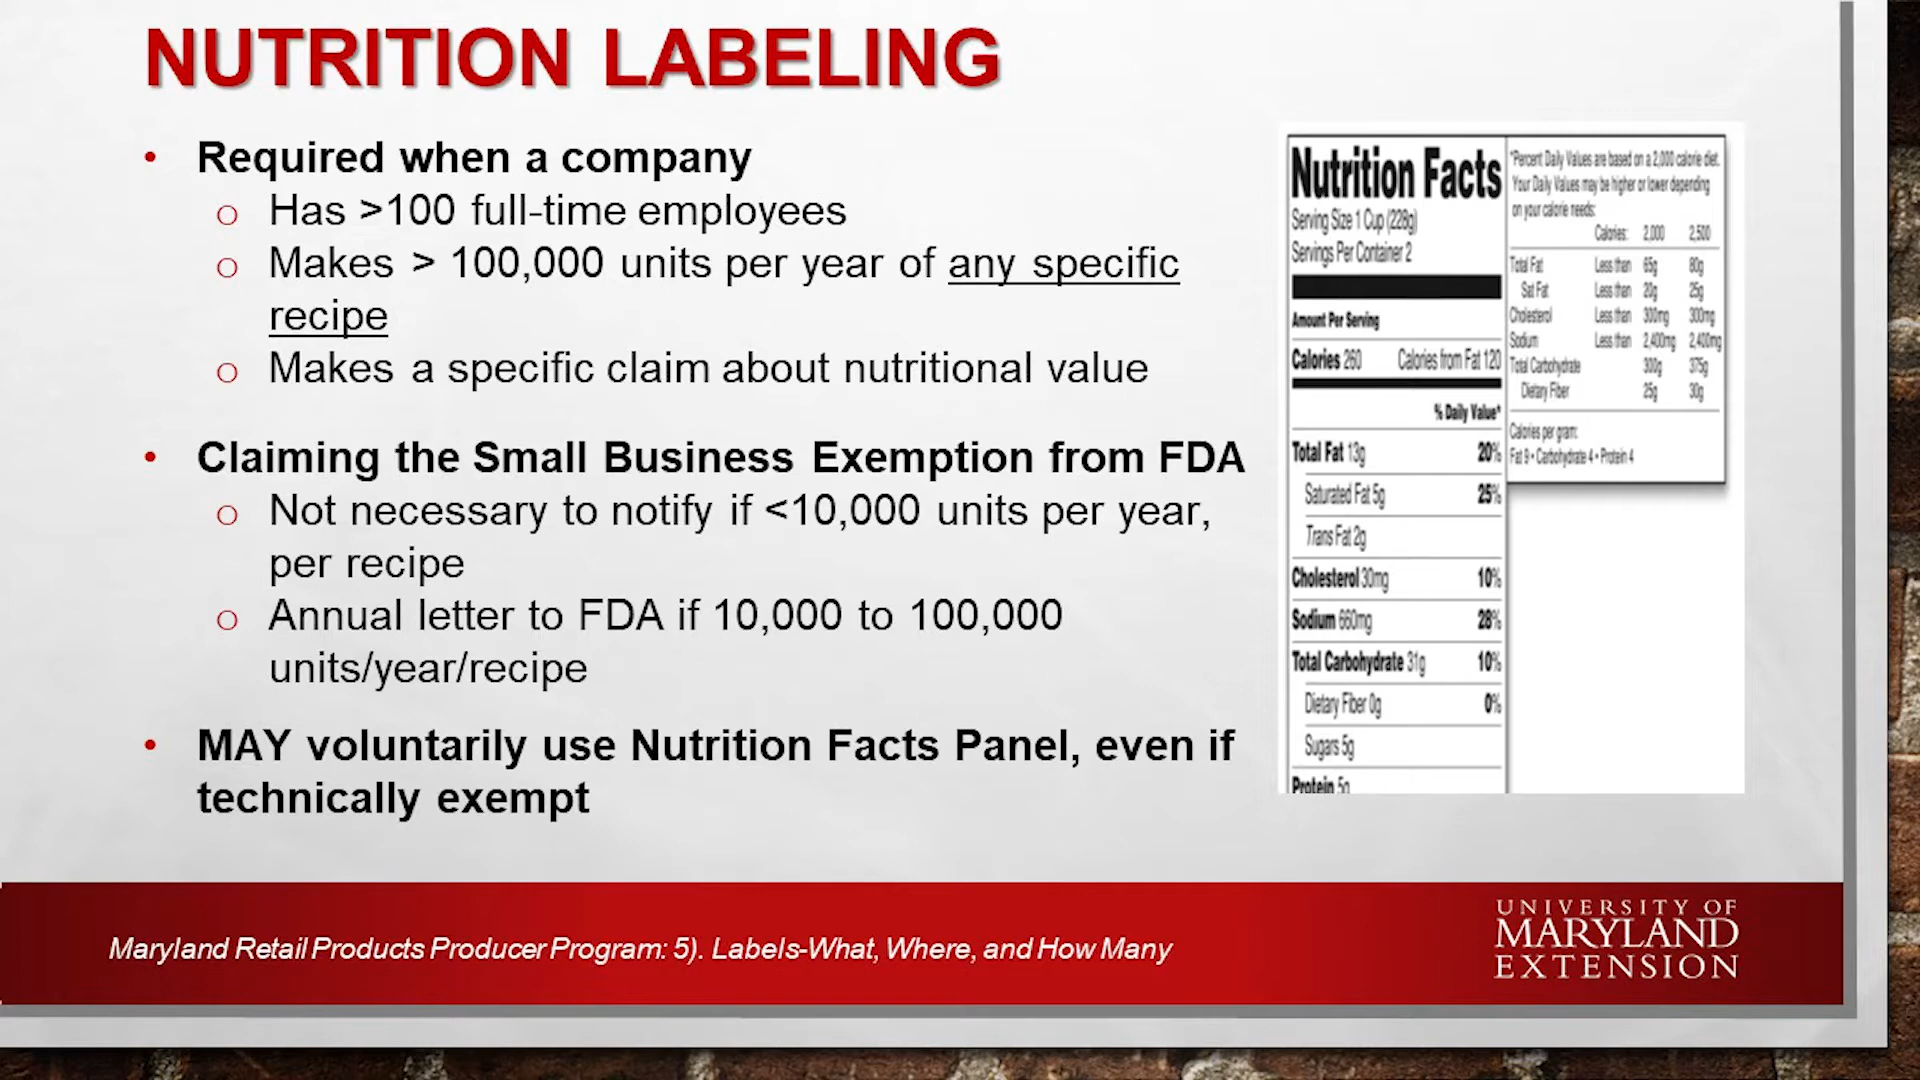 NUTRITION LABELING
• Required when a company
o Has >100 full-time employees
o Makes > 100,000 units per year of any specific
recipe
o Makes a specific claim about nutritional value
• Claiming the Small Business Exemption from FDA
o Not necessary to notify if <10,000 units per year,
per recipe
o Annual letter to FDA if 10,000 to 100,000
units/year/recipe
• MAY voluntarily use Nutrition Facts Panel, even if
technically exempt
Nutrition Facts
Serving Size 1 Cup (228g)
Servings Per Container 2
Amount Per Serving
Calories 260 Calories from Fat 120
% Daily Value*
Total Fat 13g 20%
Saturated Fat 5g 25%
Trans Fat 2g
Cholesterol 30mg 10%
Sodium 660mg 28%
Total Carbohydrate 31g 10%
Dietary Fiber 0g 0%
Sugars 5g
Protein 5g
*Percent Daily Values are based on a 2,000 calorie diet.
Your Daily Values may be higher or lower depending
on your calorie needs:
Calories: 2,000 2,500
Total Fat Less than 65g 80g
Sat Fat Less than 20g 25g
Cholesterol Less than 300mg 300mg
Sodium Less than 2,400mg 2,400mg
Total Carbohydrate 300g 375g
Dietary Fiber 25g 30g
Calories per gram:
Fat 9 • Carbohydrate 4 • Protein 4
Maryland Retail Products Producer Program: 5). Labels-What, Where, and How Many
UNIVERSITY OF
MARYLAND
EXTENSION